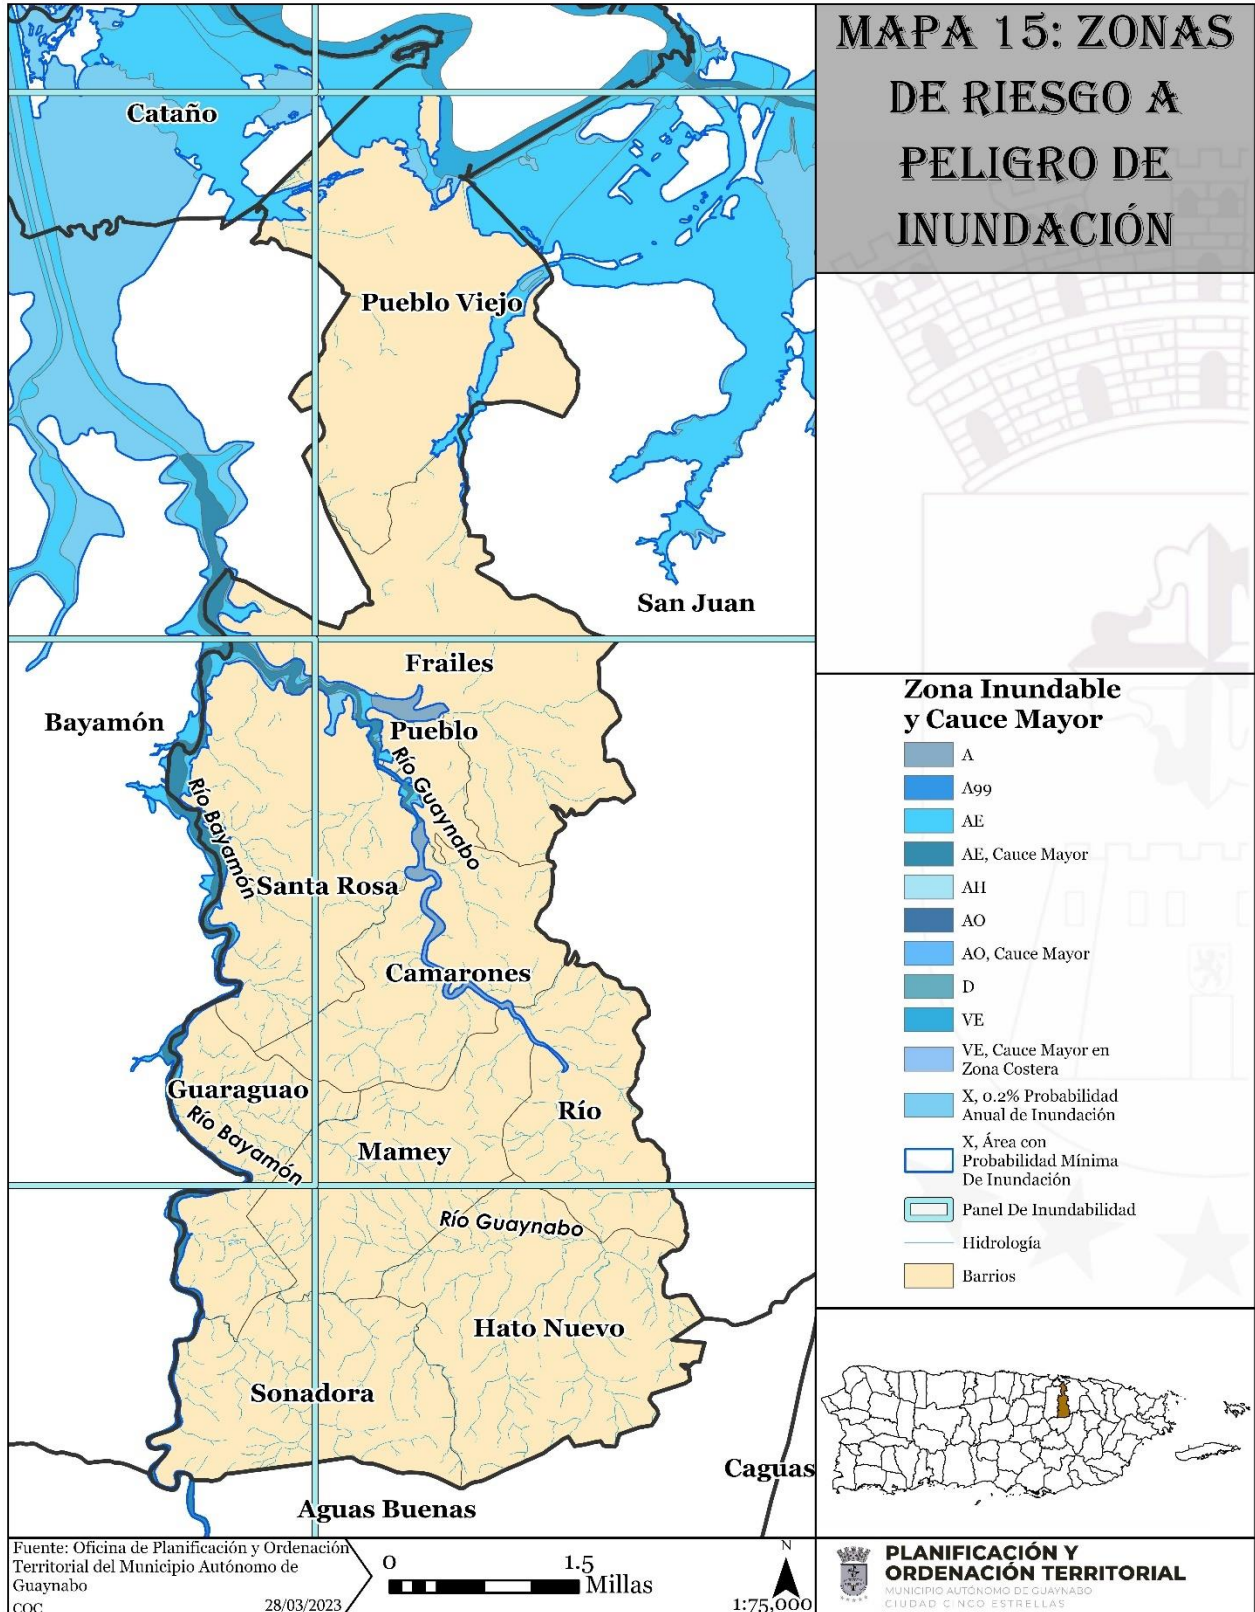 MAPA 15: ZONAS
DE RIESGO A
PELIGRO DE
INUNDACIÓN
Cataño
Pueblo Viejo
San Juan
Frailes
Bayamón
Pueblo
Río Guaynabo
Río Bayamón
Santa Rosa
Camarones
Guaraguao
Río
Río Bayamón
Mamey
Río Guaynabo
Hato Nuevo
Sonadora
Caguas
Aguas Buenas
Zona Inundable
y Cauce Mayor
A
A99
AE
AE, Cauce Mayor
AH
AO
AO, Cauce Mayor
D
VE
VE, Cauce Mayor en
Zona Costera
X, 0.2% Probabilidad
Anual de Inundación
X, Área con
Probabilidad Mínima
De Inundación
Panel De Inundabilidad
Hidrología
Barrios
Fuente: Oficina de Planificación y Ordenación
Territorial del Municipio Autónomo de
Guaynabo
COC 28/03/2023
0 1.5
Millas
N
1:75,000
PLANIFICACIÓN Y
ORDENACIÓN TERRITORIAL
MUNICIPIO AUTÓNOMO DE GUAYNABO
CIUDAD CINCO ESTRELLAS